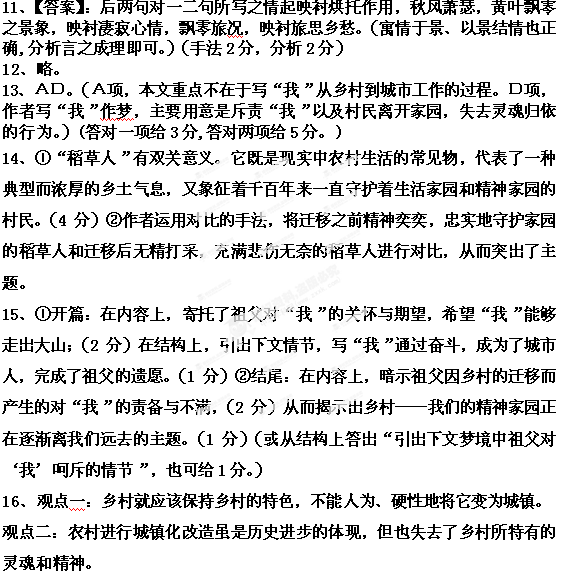 11、【答案】：后两句对一二句所写之情起映衬烘托作用，秋风萧瑟，黄叶飘零
之景象，映衬凄寂心情，飘零旅况，映衬旅思乡愁。（寓情于景、以景结情也正
确,分析言之成理即可。）（手法2分，分析2分）
12、略。
13、AD。（A项，本文重点不在于写“我”从乡村到城市工作的过程。D项，
作者写“我”作梦，主要用意是斥责“我”以及村民离开家园，失去灵魂归依
的行为。）（答对一项给3分,答对两项给5分。）
14、①“稻草人”有双关意义。它既是现实中农村生活的常见物，代表了一种
典型而浓厚的乡土气息，又象征着千百年来一直守护着生活家园和精神家园的
村民。（4 分）②作者运用对比的手法，将迁移之前精神奕奕，忠实地守护家园
的稻草人和迁移后无精打采，充满悲伤无奈的稻草人进行对比，从而突出了主
题。
15、①开篇：在内容上，寄托了祖父对“我”的关怀与期望，希望“我”能够
走出大山；（2 分）在结构上，引出下文情节，写“我”通过奋斗，成为了城市
人，完成了祖父的遗愿。（1 分）②结尾：在内容上，暗示祖父因乡村的迁移而
产生的对“我”的责备与不满，（2 分）从而揭示出乡村——我们的精神家园正
在逐渐离我们远去的主题。（1 分）（或从结构上答出“引出下文梦境中祖父对
‘我’呵斥的情节 ”，也可给1分。）
16、观点一：乡村就应该保持乡村的特色，不能人为、硬性地将它变为城镇。
观点二：农村进行城镇化改造虽是历史进步的体现，但也失去了乡村所特有的
灵魂和精神。